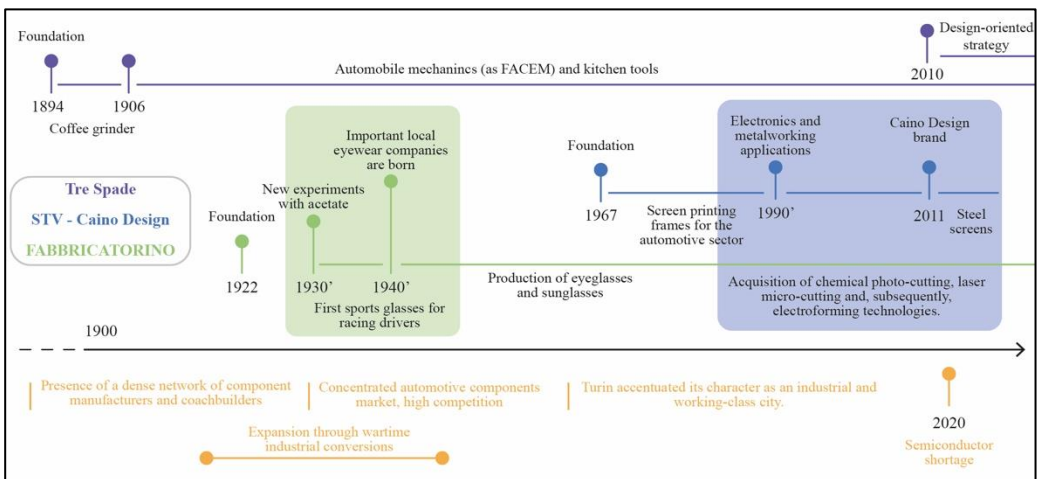 Foundation
1894
1906
Coffee grinder
Automobile mechanincs (as FACEM) and kitchen tools
2010
Design-oriented
strategy
Tre Spade
STV - Caino Design
FABBRICATORINO
Foundation
1922
New experiments
with acetate
1930’
Important local
eyewear companies
are born
1940’
First sports glasses for
racing drivers
Production of eyeglasses
and sunglasses
Foundation
1967
Screen printing
frames for the
automotive sector
Electronics and
metalworking
applications
1990’
Caino Design
brand
2011
Steel
screens
Acquisition of chemical photo-cutting, laser
micro-cutting and, subsequently,
electroforming technologies.
1900
Presence of a dense network of component
manufacturers and coachbuilders
Concentrated automotive components
market, high competition
Turin accentuated its character as an industrial and
working-class city.
Expansion through wartime
industrial conversions
2020
Semiconductor
shortage